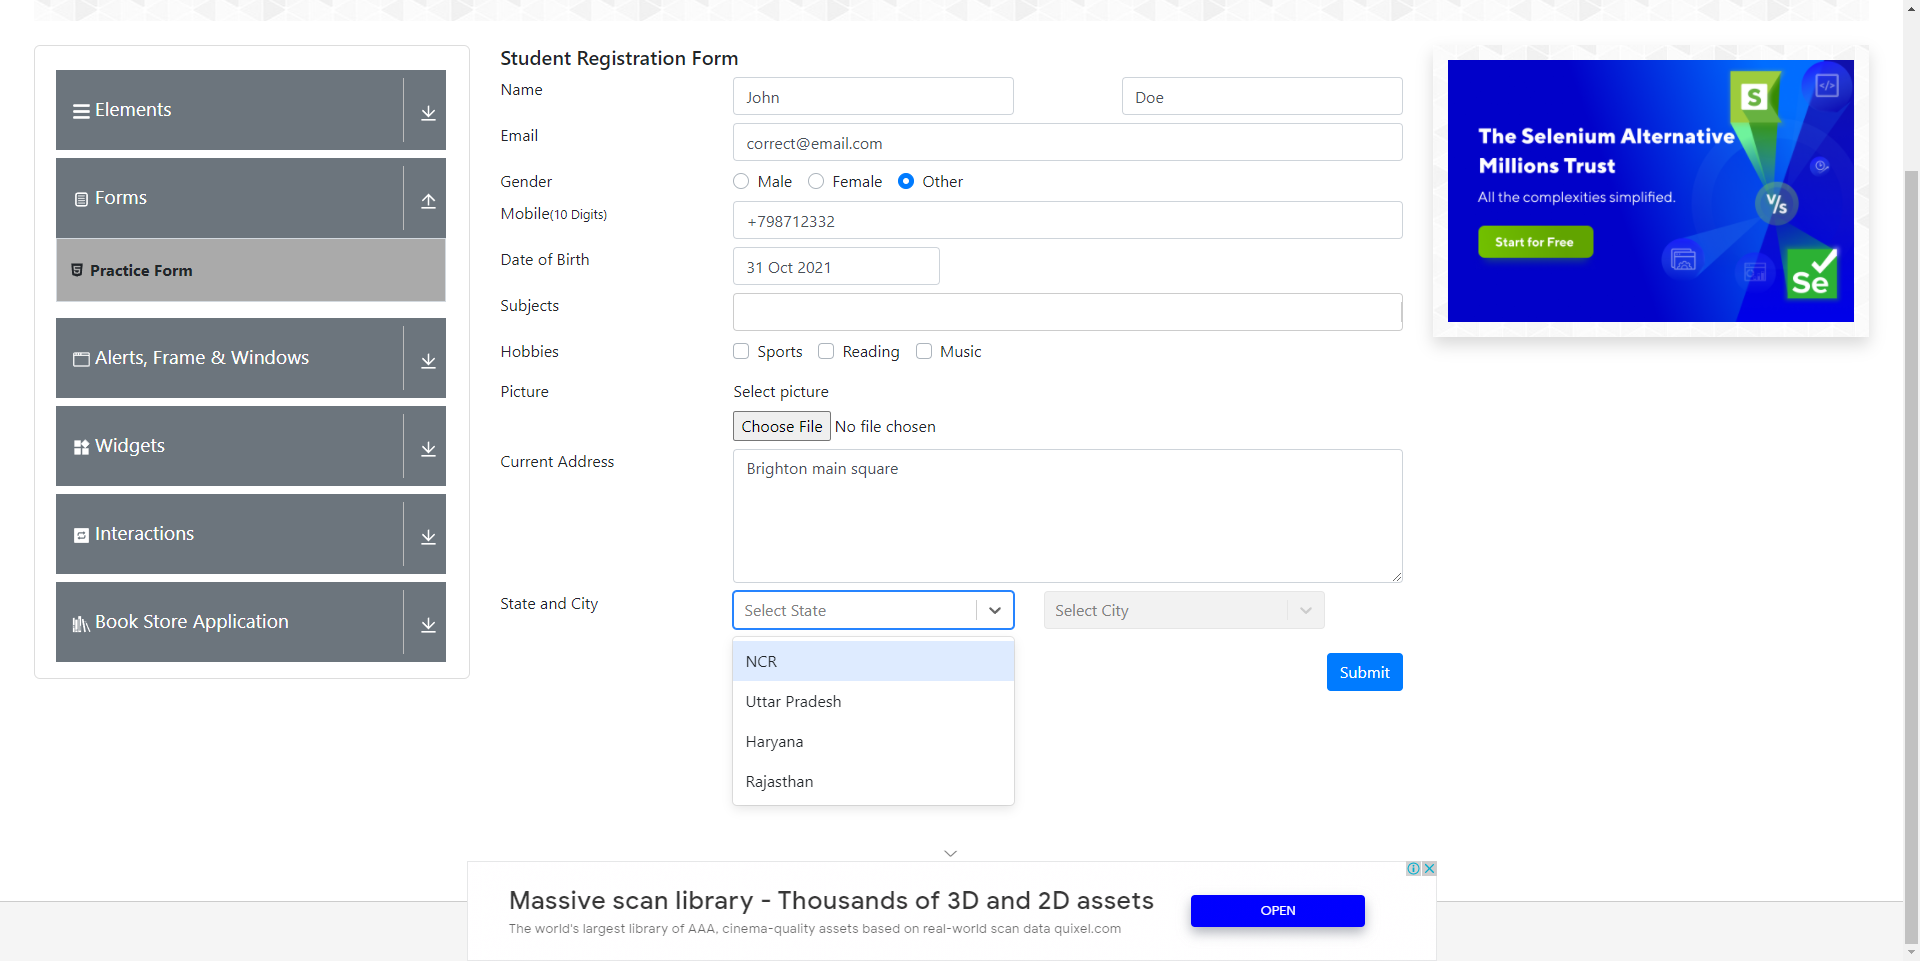 Elements
Forms
Practice Form
Alerts, Frame & Windows
Widgets
Interactions
Book Store Application
Student Registration Form
Name
John
Doe
Email
correct@email.com
Gender
Male
Female
Other
Mobile(10 Digits)
+798712332
Date of Birth
31 Oct 2021
Subjects
Hobbies
Sports
Reading
Music
Picture
Select picture
Choose File No file chosen
Current Address
Brighton main square
State and City
Select State
Select City
NCR
Uttar Pradesh
Haryana
Rajasthan
Submit
The Selenium Alternative
Millions Trust
All the complexities simplified.
Start for Free
S
</>
V/s
Se
Massive scan library - Thousands of 3D and 2D assets
The world's largest library of AAA, cinema-quality assets based on real-world scan data quixel.com
OPEN